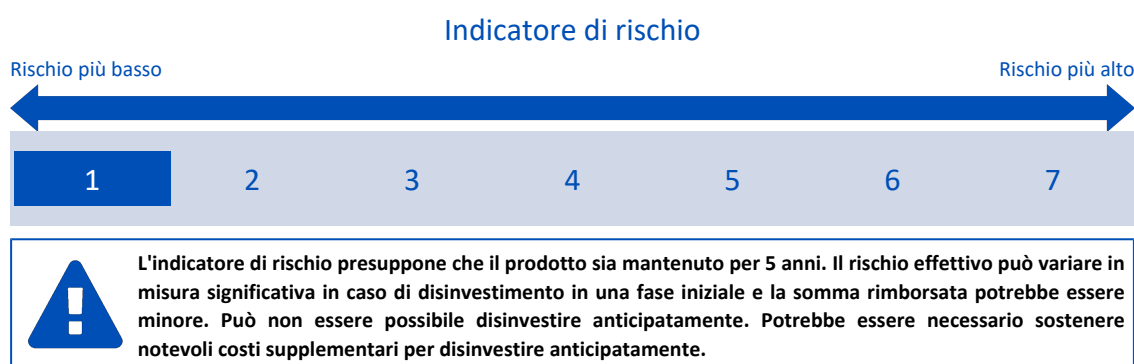 Indicatore di rischio
Rischio più basso
Rischio più alto
1 2 3 4 5 6 7
L'indicatore di rischio presuppone che il prodotto sia mantenuto per 5 anni. Il rischio effettivo può variare in
misura significativa in caso di disinvestimento in una fase iniziale e la somma rimborsata potrebbe essere
minore. Può non essere possibile disinvestire anticipatamente. Potrebbe essere necessario sostenere
notevoli costi supplementari per disinvestire anticipatamente.